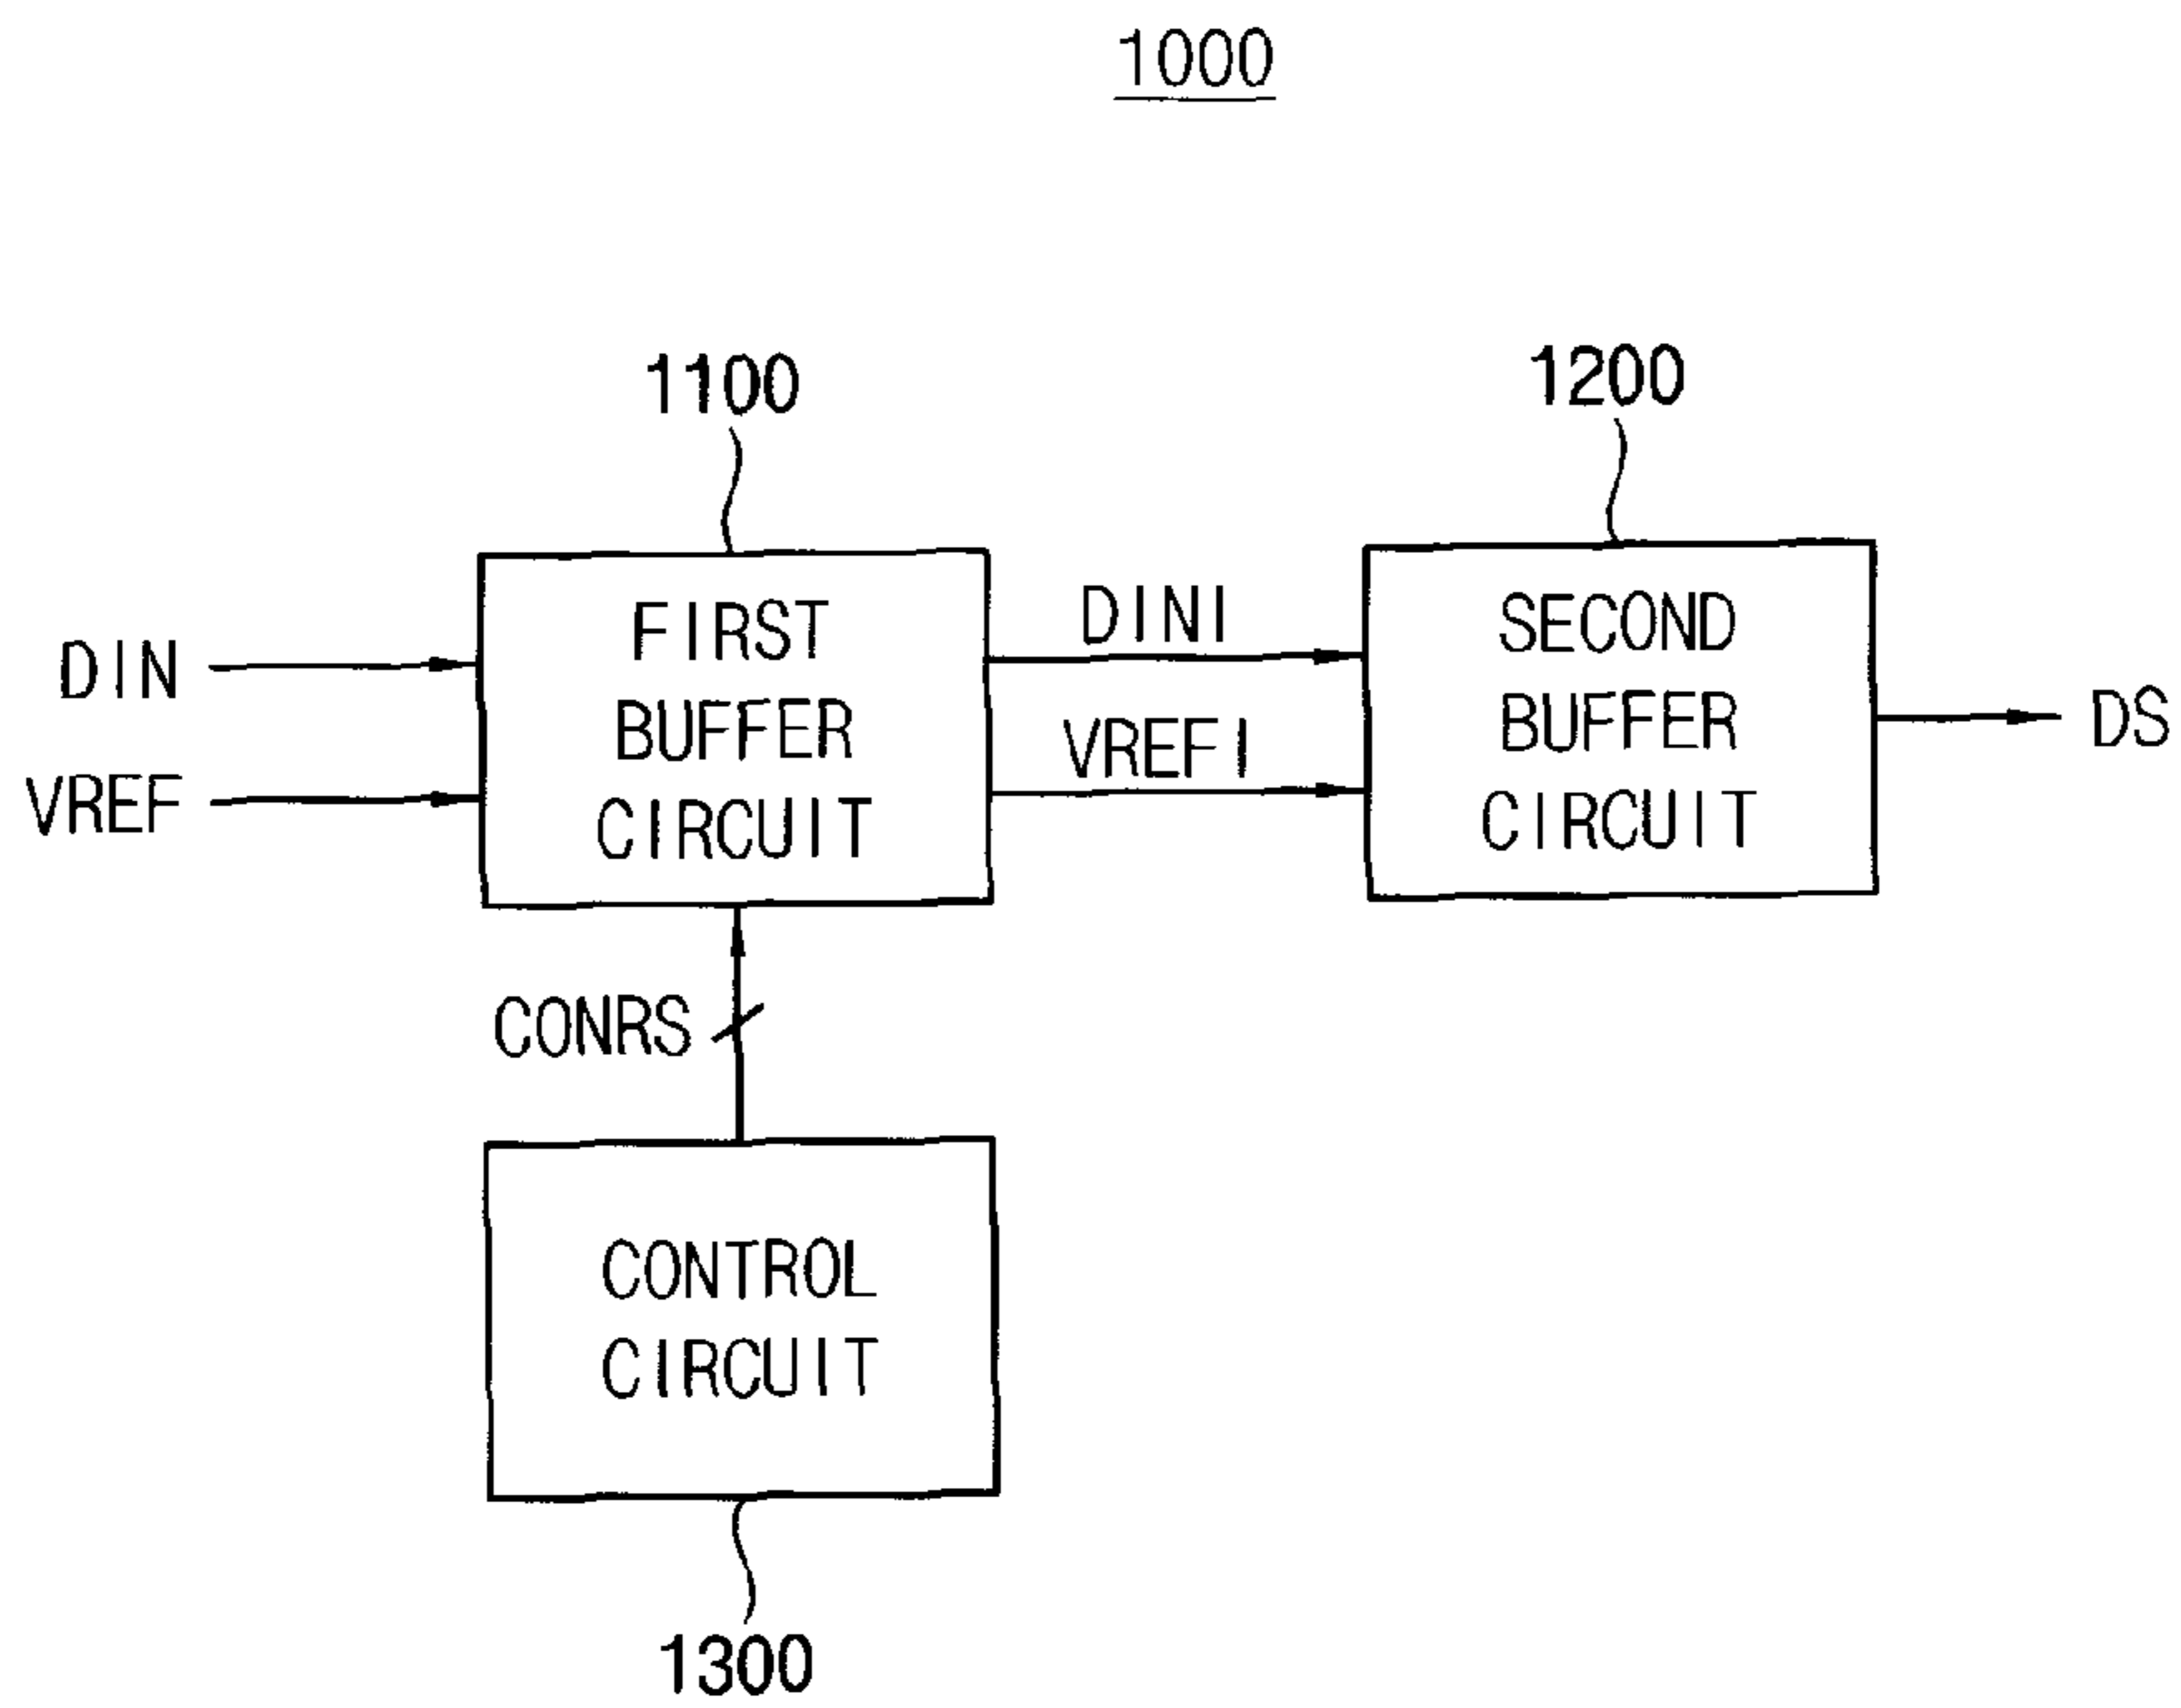 1000
1100
1200
DIN
VREF
FIRST
BUFFER
CIRCUIT
DINI
VREFI
SECOND
BUFFER
CIRCUIT
DS
CONRS
CONTROL
CIRCUIT
1300